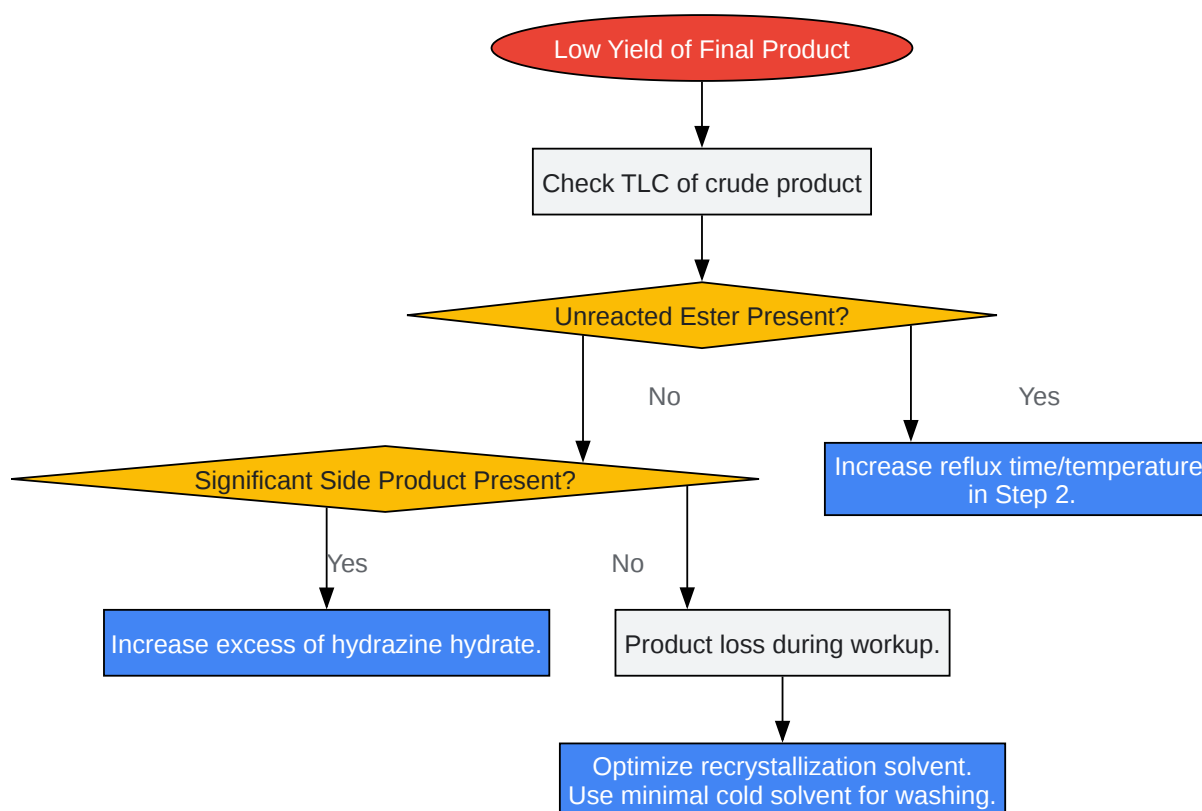 Low Yield of Final Product
Check TLC of crude product
Unreacted Ester Present?
No
Yes
Significant Side Product Present?
Increase reflux time/temperature
in Step 2.
Yes
No
Increase excess of hydrazine hydrate.
Product loss during workup.
Optimize recrystallization solvent.
Use minimal cold solvent for washing.